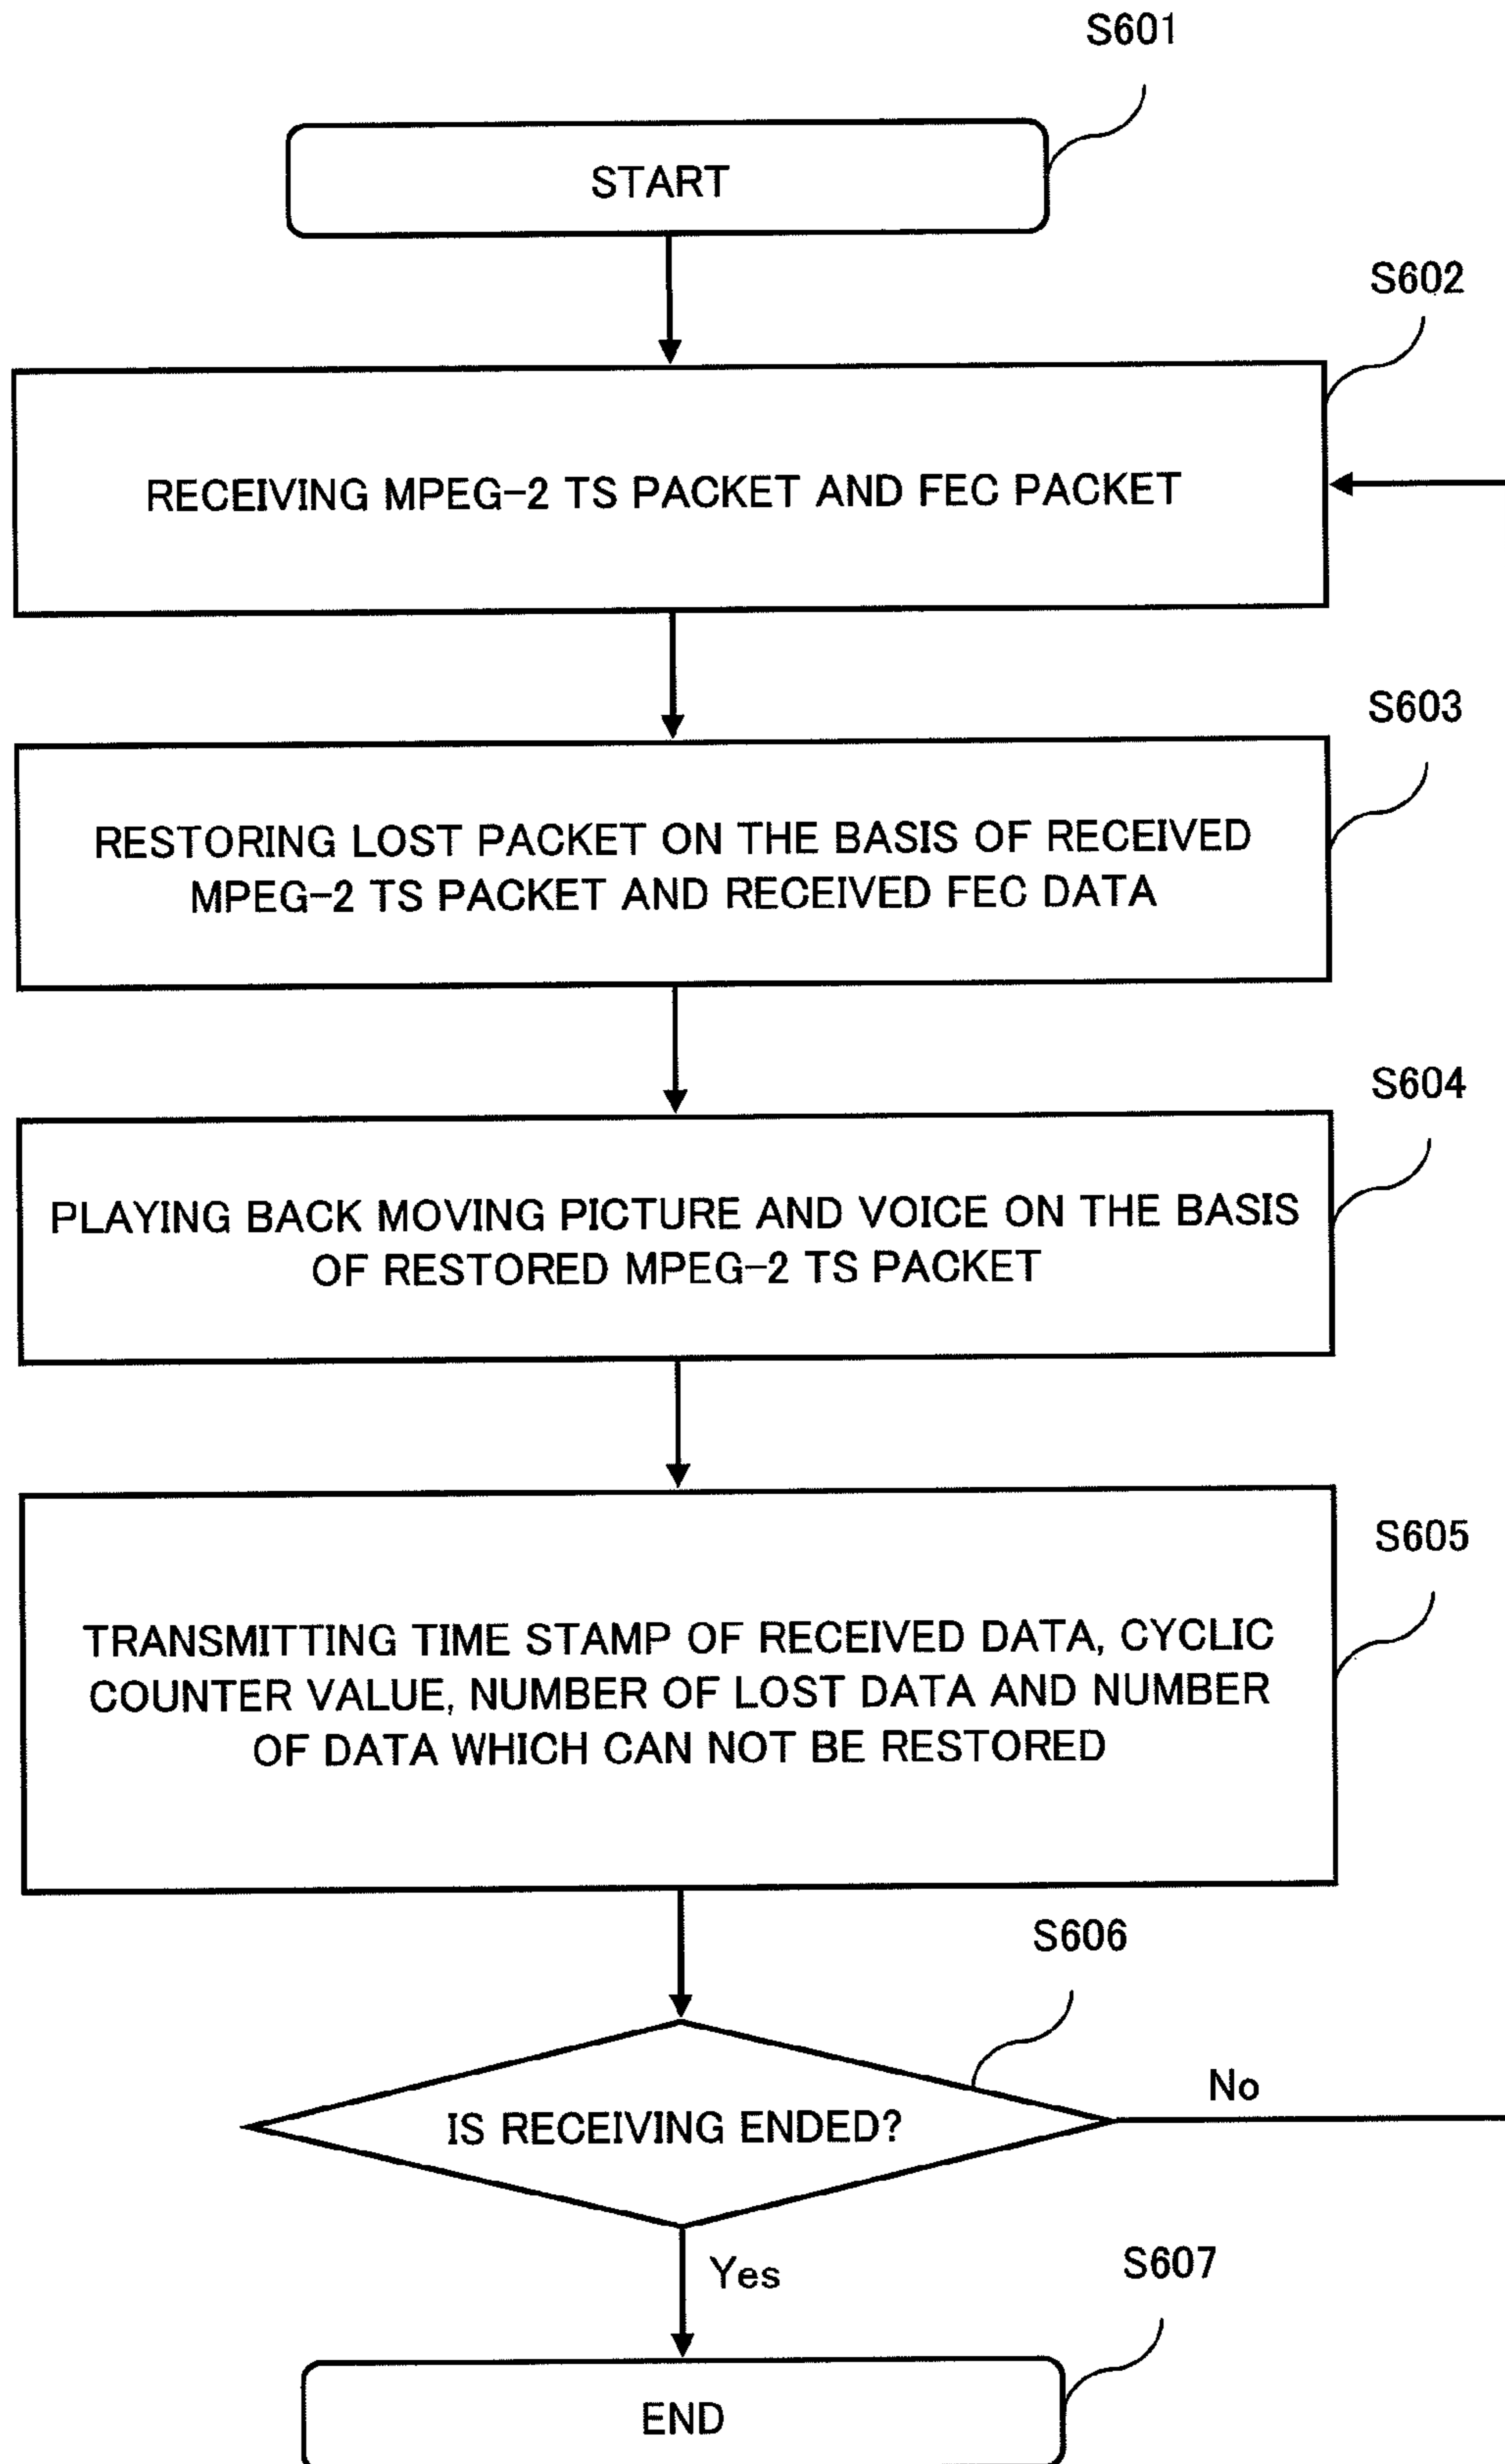 S601
START
S602
RECEIVING MPEG-2 TS PACKET AND FEC PACKET
S603
RESTORING LOST PACKET ON THE BASIS OF RECEIVED
MPEG-2 TS PACKET AND RECEIVED FEC DATA
S604
PLAYING BACK MOVING PICTURE AND VOICE ON THE BASIS
OF RESTORED MPEG-2 TS PACKET
S605
TRANSMITTING TIME STAMP OF RECEIVED DATA, CYCLIC
COUNTER VALUE, NUMBER OF LOST DATA AND NUMBER
OF DATA WHICH CAN NOT BE RESTORED
S606
IS RECEIVING ENDED?
No
Yes
S607
END